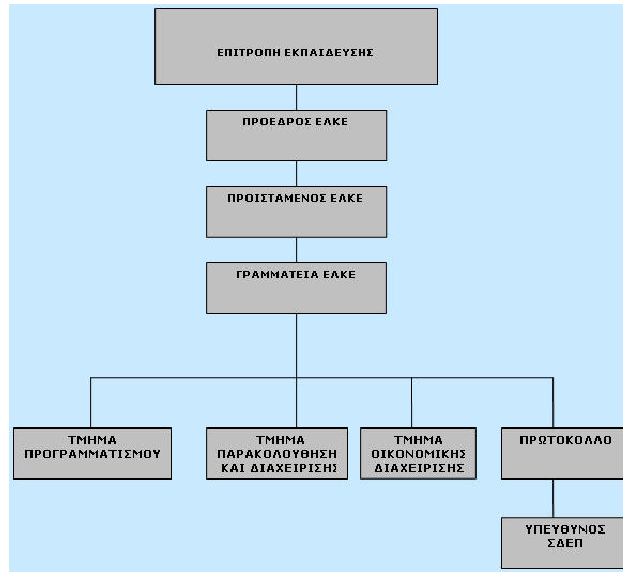 ΕΠΙΤΡΟΠΗ ΕΚΠΑΙΔΕΥΣΗΣ
ΠΡΟΕΔΡΟΣ ΕΛΚΕ
ΠΡΟΙΣΤΑΜΕΝΟΣ ΕΛΚΕ
ΓΡΑΜΜΑΤΕΙΑ ΕΛΚΕ
ΤΜΗΜΑ
ΠΡΟΓΡΑΜΜΑΤΙΣΜΟΥ
ΤΜΗΜΑ
ΠΑΡΑΚΟΛΟΥΘΗΣΗ
ΚΑΙ ΔΙΑΧΕΙΡΙΣΗΣ
ΤΜΗΜΑ
ΟΙΚΟΝΟΜΙΚΗΣ
ΔΙΑΧΕΙΡΙΣΗΣ
ΠΡΩΤΟΚΟΛΛΟ
ΥΠΕΥΘΥΝΟΣ
ΣΔΕΠ